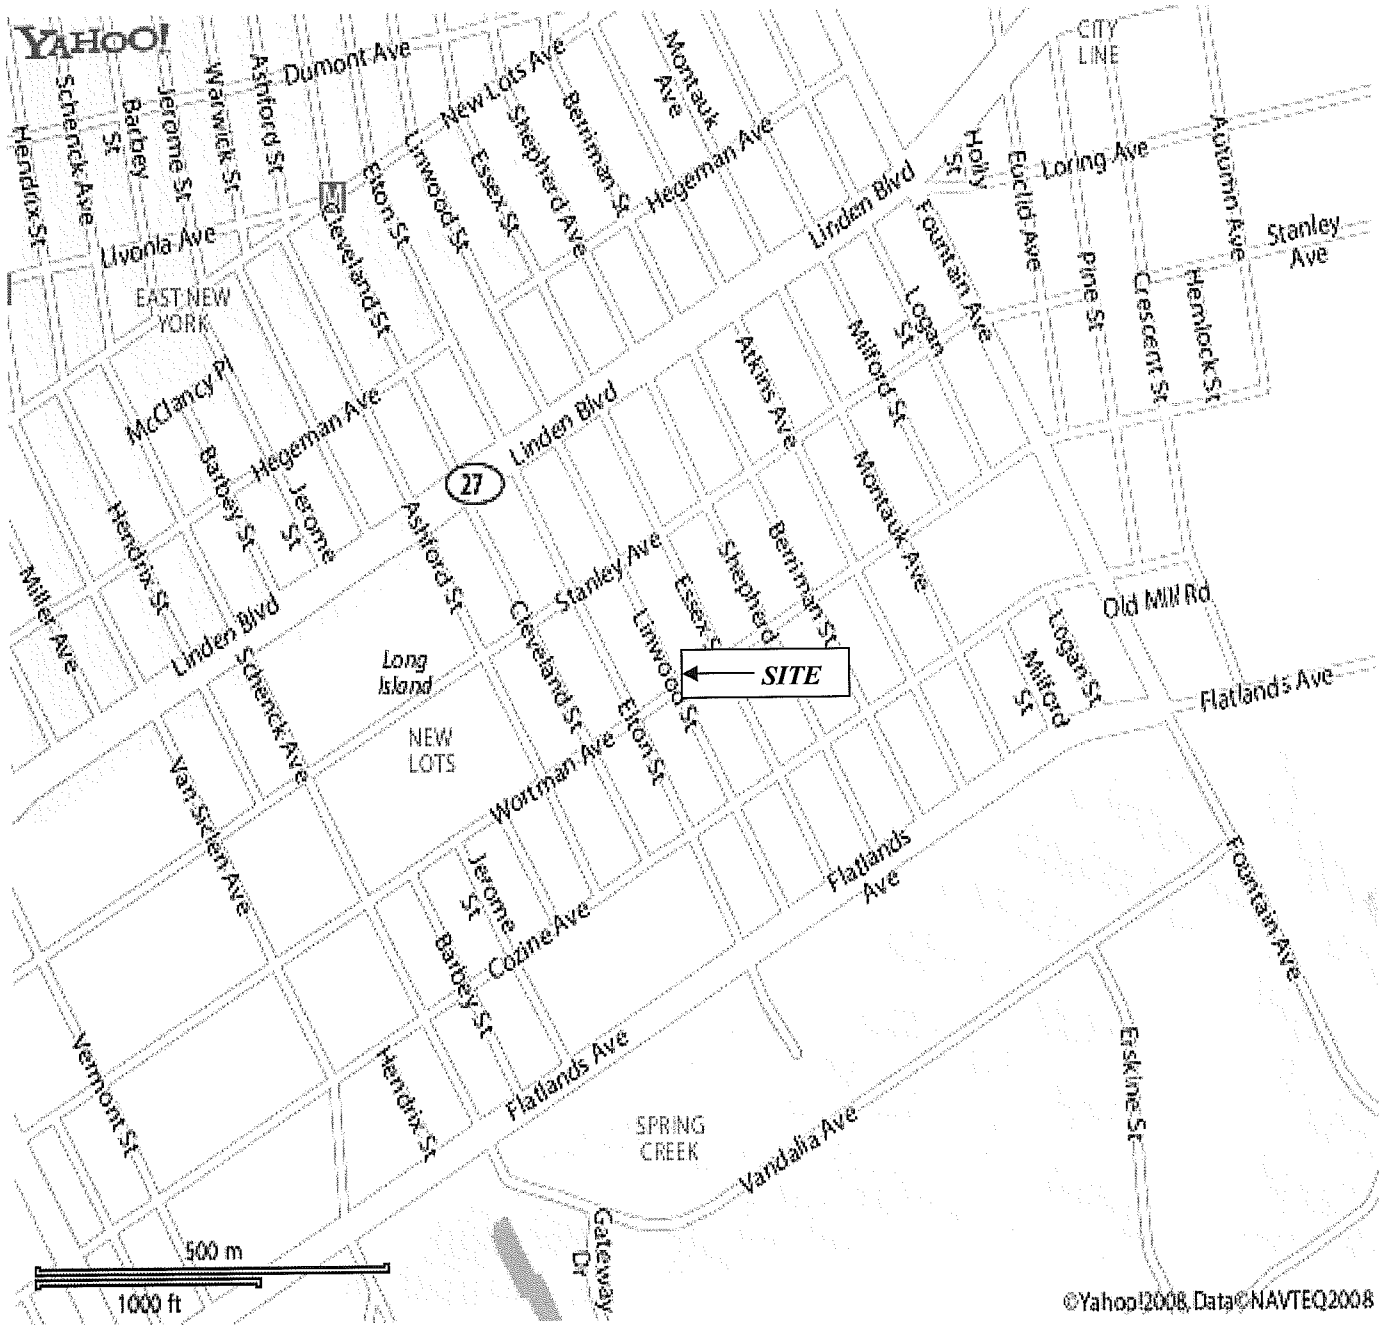 YAHOO!
CITY
LINE
Dumont Ave
New Lots Ave
Montauk
Ave
Schenck Ave
Barbey
St
Jerome St
Warwick St
Ashford St
Hendrix St
Linwood St
Essex St
Shepherd Ave
Berriman St
Hegeman Ave
Holly
St
Euclid Ave
Loring Ave
Autumn Ave
Elton St
Cleveland St
Linden Blvd
Fountain Ave
Stanley
Ave
Livonia Ave
EAST NEW
YORK
Pine St
Crescent St
Hemlock St
Logan
St
Milford St
Atkins Ave
McClancy Pl
Hegeman Ave
Linden Blvd
27
Barbey St
Jerome
St
Hendrix St
Miller Ave
Ashford St
Montauk Ave
Stanley Ave
Shepherd
Berriman St
Essex S
Linwood St
SITE
Old Mill Rd
Logan St
Milford
St
Flatlands Ave
Linden Blvd
Schenck Ave
Long
Island
NEW
LOTS
Cleveland St
Elton St
Wortman Ave
Van Siclen Ave
Jerome
St
Cozine Ave
Barbey St
Flatlands
Ave
Fountain Ave
Vermont St
Hendrix St
Flatlands Ave
SPRING
CREEK
Vandalia Ave
Erskine St
Gateway
Dr
500 m
1000 ft
©Yahoo!2008, Data©NAVTEQ2008